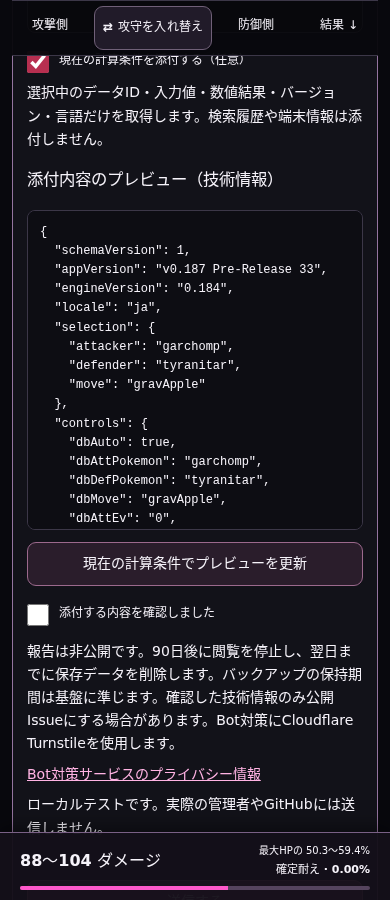 攻撃側
⇄ 攻守を入れ替え
防御側
結果 ↓
現在の計算条件を添付する（任意）
選択中のデータID・入力値・数値結果・バージョ
ン・言語だけを取得します。検索履歴や端末情報は添
付しません。
添付内容のプレビュー（技術情報）
{
  "schemaVersion": 1,
  "appVersion": "v0.187 Pre-Release 33",
  "engineVersion": "0.184",
  "locale": "ja",
  "selection": {
    "attacker": "garchomp",
    "defender": "tyranitar",
    "move": "gravApple"
  },
  "controls": {
    "dbAuto": true,
    "dbAttPokemon": "garchomp",
    "dbDefPokemon": "tyranitar",
    "dbMove": "gravApple",
    "dbAttEv": "0",
現在の計算条件でプレビューを更新
添付する内容を確認しました
報告は非公開です。90日後に閲覧を停止し、翌日ま
でに保存データを削除します。バックアップの保持期
間は基盤に準じます。確認した技術情報のみ公開
Issueにする場合があります。Bot対策にCloudflare
Turnstileを使用します。
Bot対策サービスのプライバシー情報
ローカルテストです。実際の管理者やGitHubには送
信しません。
88〜104 ダメージ
最大HPの 50.3〜59.4%
確定耐え・0.00%